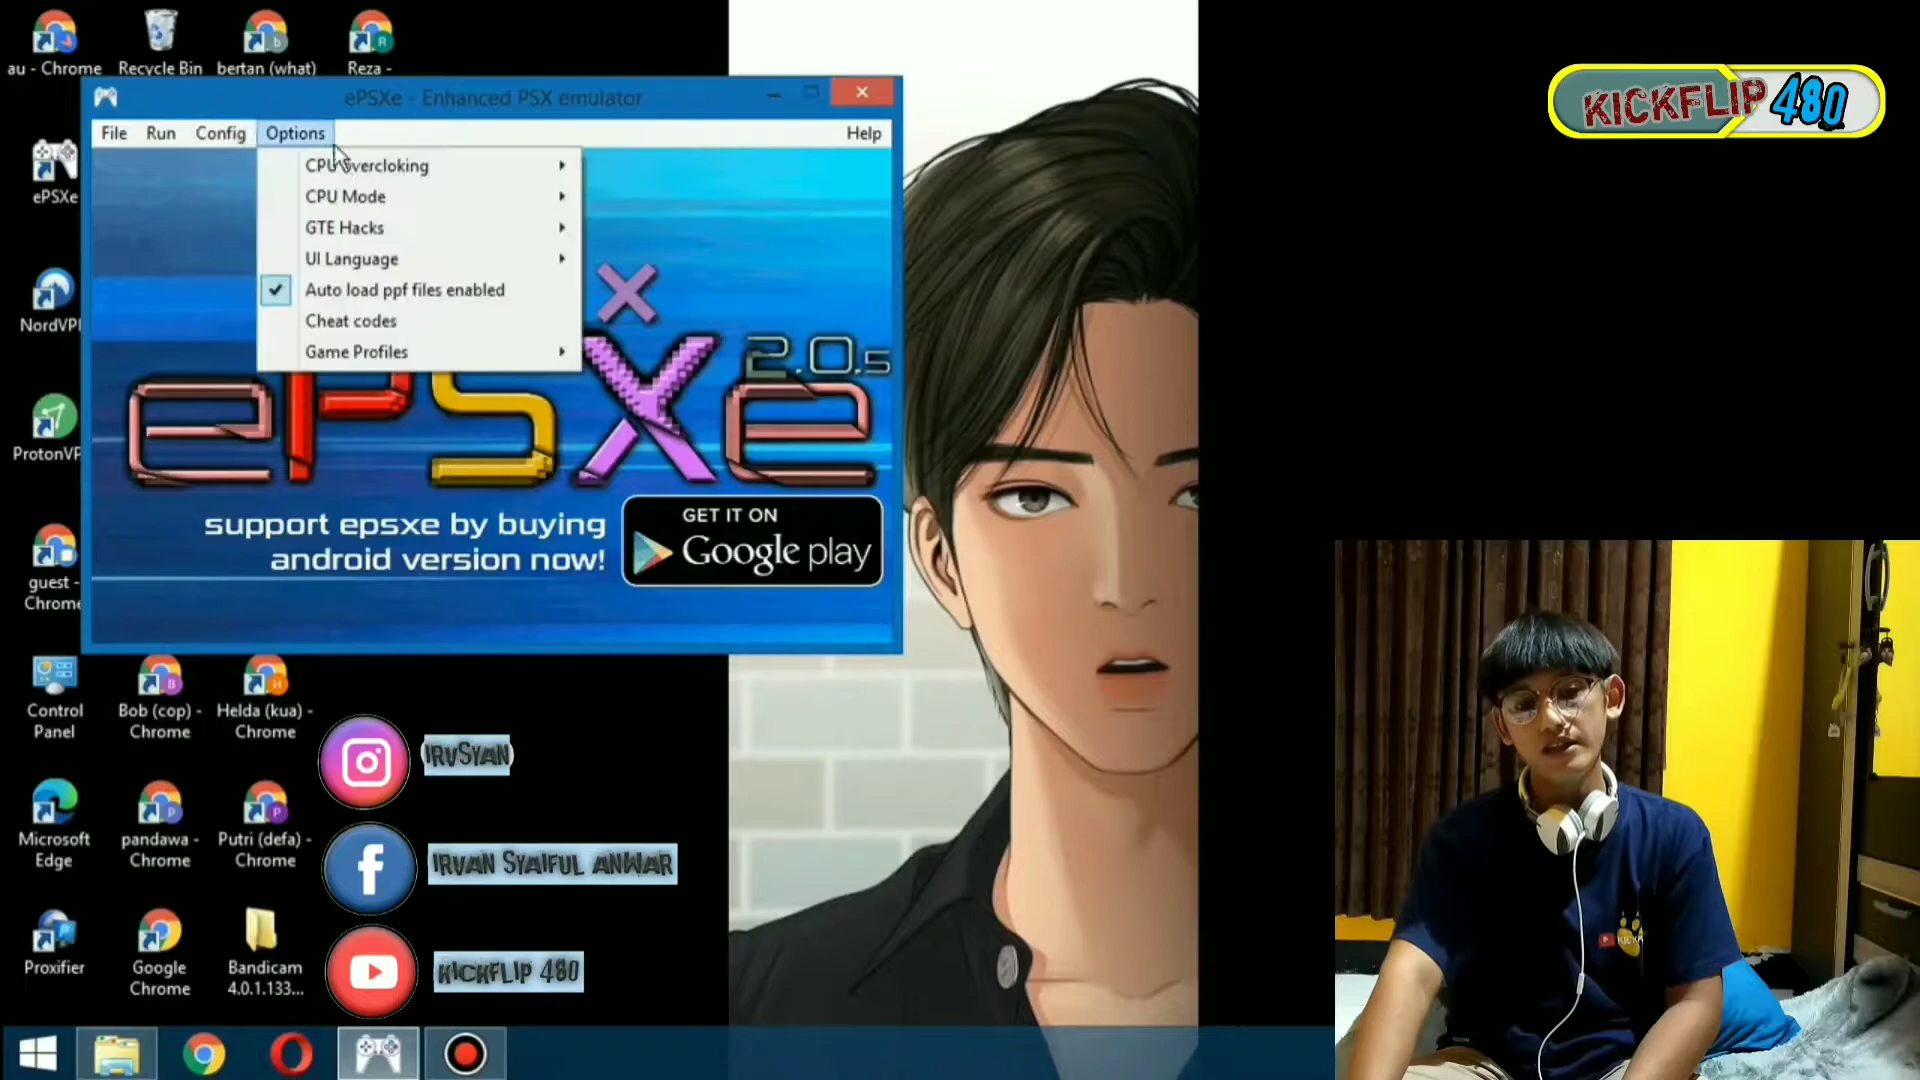 au - Chrome
Recycle Bin
bertan (what)
Reza -
KICKFLIP 480
ePSXe - Enhanced PSX emulator
File
Run
Config
Options
Help
CPU Overcloking
CPU Mode
GTE Hacks
UI Language
Auto load ppf files enabled
Cheat codes
Game Profiles
ePSXe
2.0.5
ePSXe
support epsxe by buying
android version now!
GET IT ON
Google play
NordVP
ProtonVP
guest -
Chrome
Control
Panel
Bob (cop) -
Chrome
Helda (kua) -
Chrome
IRVSYAN
Microsoft
Edge
pandawa -
Chrome
Putri (defa) -
Chrome
IRVAN SYAIFUL ANWAR
Proxifier
Google
Chrome
Bandicam
4.0.1.133...
KICKFLIP 480